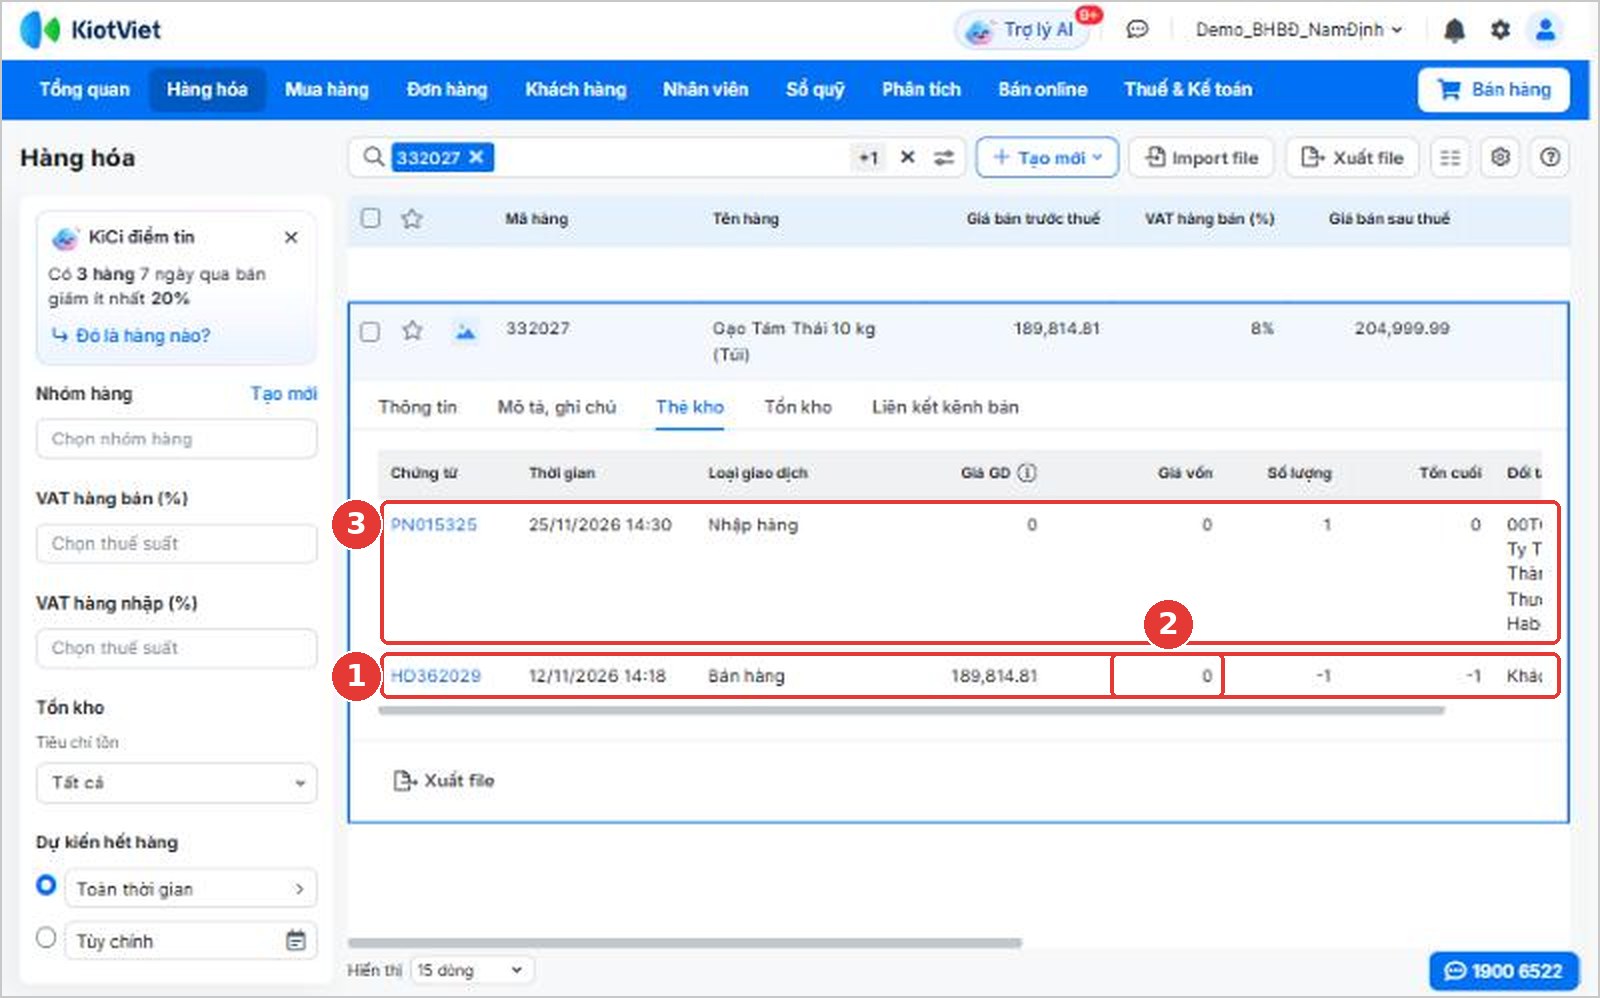 KiotViet
Trợ lý AI
9+
Demo_BHBĐ_NamĐịnh
Tổng quan
Hàng hóa
Mua hàng
Đơn hàng
Khách hàng
Nhân viên
Sổ quỹ
Phân tích
Bán online
Thuế & Kế toán
Bán hàng
Hàng hóa
332027
+1
Tạo mới
Import file
Xuất file
KiCi điểm tin
Có 3 hàng 7 ngày qua bán
giảm ít nhất 20%
Đó là hàng nào?
Nhóm hàng
Tạo mới
Chọn nhóm hàng
VAT hàng bán (%)
Chọn thuế suất
VAT hàng nhập (%)
Chọn thuế suất
Tồn kho
Tiêu chí tồn
Tất cả
Dự kiến hết hàng
Toàn thời gian
Tùy chỉnh
Mã hàng
Tên hàng
Giá bán trước thuế
VAT hàng bán (%)
Giá bán sau thuế
332027
Gạo Tám Thái 10 kg
(Túi)
189,814.81
8%
204,999.99
Thông tin
Mô tả, ghi chú
Thẻ kho
Tồn kho
Liên kết kênh bán
Chứng từ
Thời gian
Loại giao dịch
Giá GD
Giá vốn
Số lượng
Tồn cuối
Đối t
3
PN015325
25/11/2026 14:30
Nhập hàng
0
0
1
0
00T
Ty T
Thàn
Thư
Hab
2
1
HD362029
12/11/2026 14:18
Bán hàng
189,814.81
0
-1
-1
Khác
Xuất file
Hiển thị
15 dòng
1900 6522